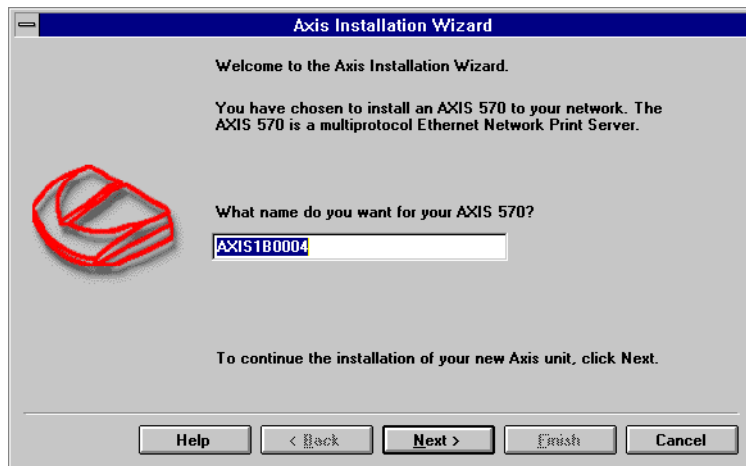 Axis Installation Wizard
Welcome to the Axis Installation Wizard.
You have chosen to install an AXIS 570 to your network. The
AXIS 570 is a multiprotocol Ethernet Network Print Server.
What name do you want for your AXIS 570?
AXIS1B0004
To continue the installation of your new Axis unit, click Next.
Help < Back Next > Finish Cancel